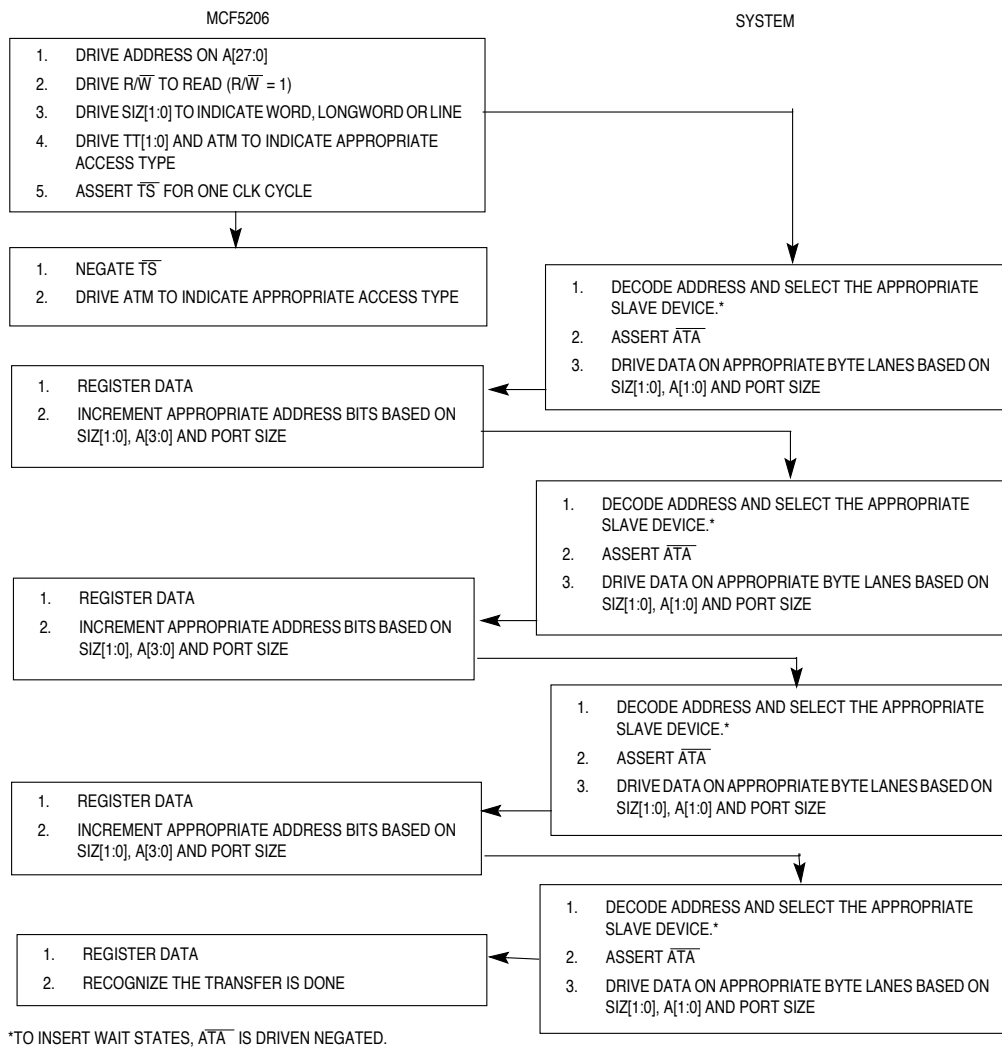 MCF5206
SYSTEM
1. DRIVE ADDRESS ON A[27:0]
2. DRIVE R/W̅ TO READ (R/W̅ = 1)
3. DRIVE SIZ[1:0] TO INDICATE WORD, LONGWORD OR LINE
4. DRIVE TT[1:0] AND ATM TO INDICATE APPROPRIATE
ACCESS TYPE
5. ASSERT T̅S̅ FOR ONE CLK CYCLE
1. NEGATE T̅S̅
2. DRIVE ATM TO INDICATE APPROPRIATE ACCESS TYPE
1. DECODE ADDRESS AND SELECT THE APPROPRIATE
SLAVE DEVICE.*
2. ASSERT A̅T̅A̅
3. DRIVE DATA ON APPROPRIATE BYTE LANES BASED ON
SIZ[1:0], A[1:0] AND PORT SIZE
1. REGISTER DATA
2. INCREMENT APPROPRIATE ADDRESS BITS BASED ON
SIZ[1:0], A[3:0] AND PORT SIZE
1. DECODE ADDRESS AND SELECT THE APPROPRIATE
SLAVE DEVICE.*
2. ASSERT A̅T̅A̅
3. DRIVE DATA ON APPROPRIATE BYTE LANES BASED ON
SIZ[1:0], A[1:0] AND PORT SIZE
1. REGISTER DATA
2. INCREMENT APPROPRIATE ADDRESS BITS BASED ON
SIZ[1:0], A[3:0] AND PORT SIZE
1. DECODE ADDRESS AND SELECT THE APPROPRIATE
SLAVE DEVICE.*
2. ASSERT A̅T̅A̅
3. DRIVE DATA ON APPROPRIATE BYTE LANES BASED ON
SIZ[1:0], A[1:0] AND PORT SIZE
1. REGISTER DATA
2. INCREMENT APPROPRIATE ADDRESS BITS BASED ON
SIZ[1:0], A[3:0] AND PORT SIZE
1. DECODE ADDRESS AND SELECT THE APPROPRIATE
SLAVE DEVICE.*
2. ASSERT A̅T̅A̅
3. DRIVE DATA ON APPROPRIATE BYTE LANES BASED ON
SIZ[1:0], A[1:0] AND PORT SIZE
1. REGISTER DATA
2. RECOGNIZE THE TRANSFER IS DONE
*TO INSERT WAIT STATES, A̅T̅A̅ IS DRIVEN NEGATED.